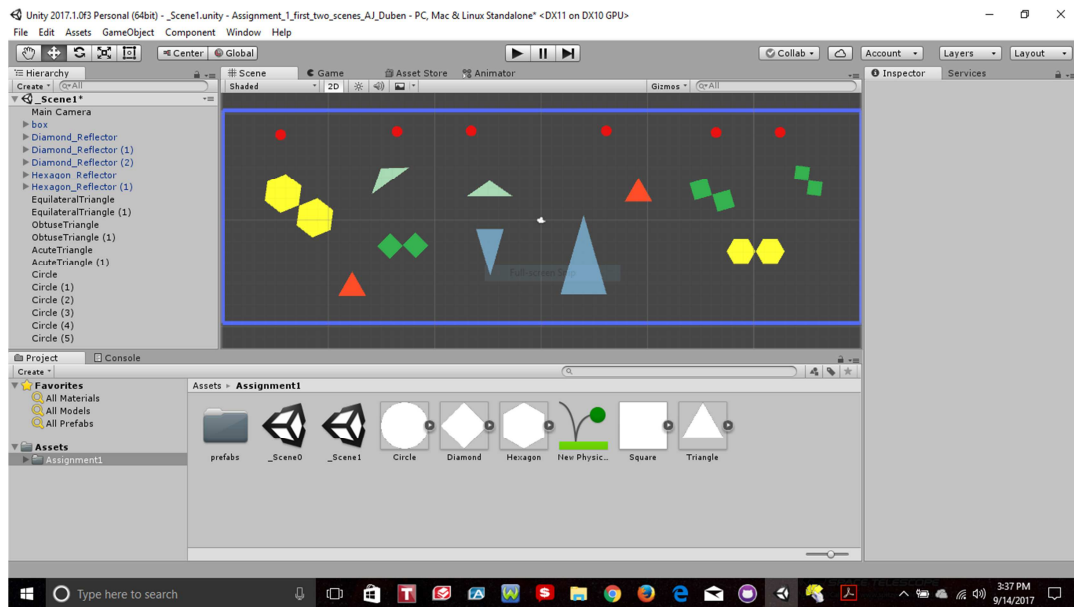 Unity 2017.1.0f3 Personal (64bit) - _Scene1.unity - Assignment_1_first_two_scenes_AJ_Duben - PC, Mac & Linux Standalone* <DX11 on DX10 GPU>
File Edit Assets GameObject Component Window Help
Center Global Collab Account Layers Layout
Hierarchy Scene Game Asset Store Animator Inspector Services
Create All Shaded 2D Gizmos All
_Scene1*
Main Camera
box
Diamond_Reflector
Diamond_Reflector (1)
Diamond_Reflector (2)
Hexagon_Reflector
Hexagon_Reflector (1)
EquilateralTriangle
EquilateralTriangle (1)
ObtuseTriangle
ObtuseTriangle (1)
AcuteTriangle
AcuteTriangle (1)
Circle
Circle (1)
Circle (2)
Circle (3)
Circle (4)
Circle (5)
Full-screen Snip
Project Console
Create
Favorites
All Materials
All Models
All Prefabs
Assets
Assignment1
Assets Assignment1
prefabs _Scene0 _Scene1 Circle Diamond Hexagon New Physic... Square Triangle
Type here to search
3:37 PM
9/14/2017